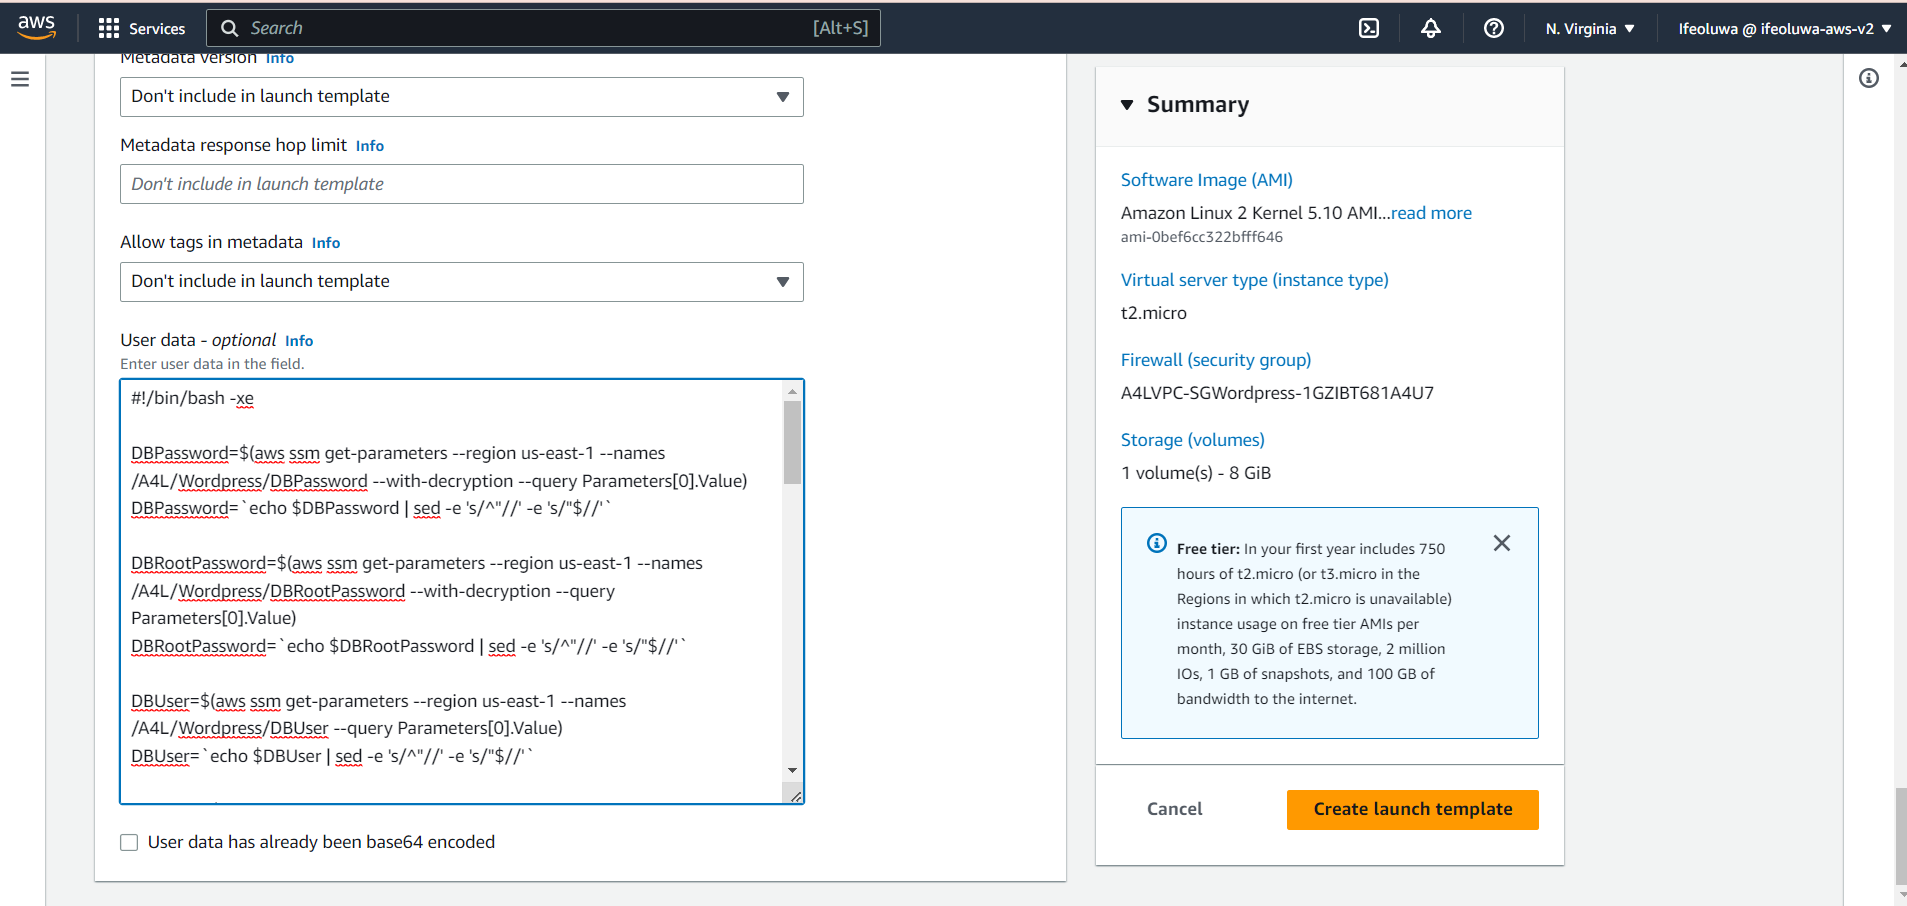 aws
Services
Search
[Alt+S]
N. Virginia
Ifeoluwa @ ifeoluwa-aws-v2
Metadata version Info
Don't include in launch template
Metadata response hop limit Info
Don't include in launch template
Allow tags in metadata Info
Don't include in launch template
User data - optional Info
Enter user data in the field.
#!/bin/bash -xe
DBPassword=$(aws ssm get-parameters --region us-east-1 --names
/A4L/Wordpress/DBPassword --with-decryption --query Parameters[0].Value)
DBPassword=`echo $DBPassword | sed -e 's/^"//' -e 's/"$//'`
DBRootPassword=$(aws ssm get-parameters --region us-east-1 --names
/A4L/Wordpress/DBRootPassword --with-decryption --query
Parameters[0].Value)
DBRootPassword=`echo $DBRootPassword | sed -e 's/^"//' -e 's/"$//'`
DBUser=$(aws ssm get-parameters --region us-east-1 --names
/A4L/Wordpress/DBUser --query Parameters[0].Value)
DBUser=`echo $DBUser | sed -e 's/^"//' -e 's/"$//'`
User data has already been base64 encoded
Summary
Software Image (AMI)
Amazon Linux 2 Kernel 5.10 AMI...read more
ami-0bef6cc322bfff646
Virtual server type (instance type)
t2.micro
Firewall (security group)
A4LVPC-SGWordpress-1GZIBT681A4U7
Storage (volumes)
1 volume(s) - 8 GiB
Free tier: In your first year includes 750
hours of t2.micro (or t3.micro in the
Regions in which t2.micro is unavailable)
instance usage on free tier AMIs per
month, 30 GiB of EBS storage, 2 million
IOs, 1 GB of snapshots, and 100 GB of
bandwidth to the internet.
Cancel
Create launch template